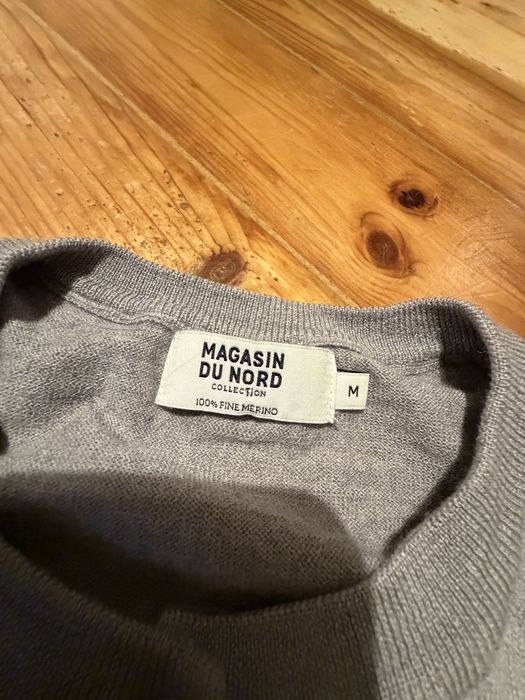 MAGASIN
DU NORD
COLLECTION
100% FINE MERINO
M